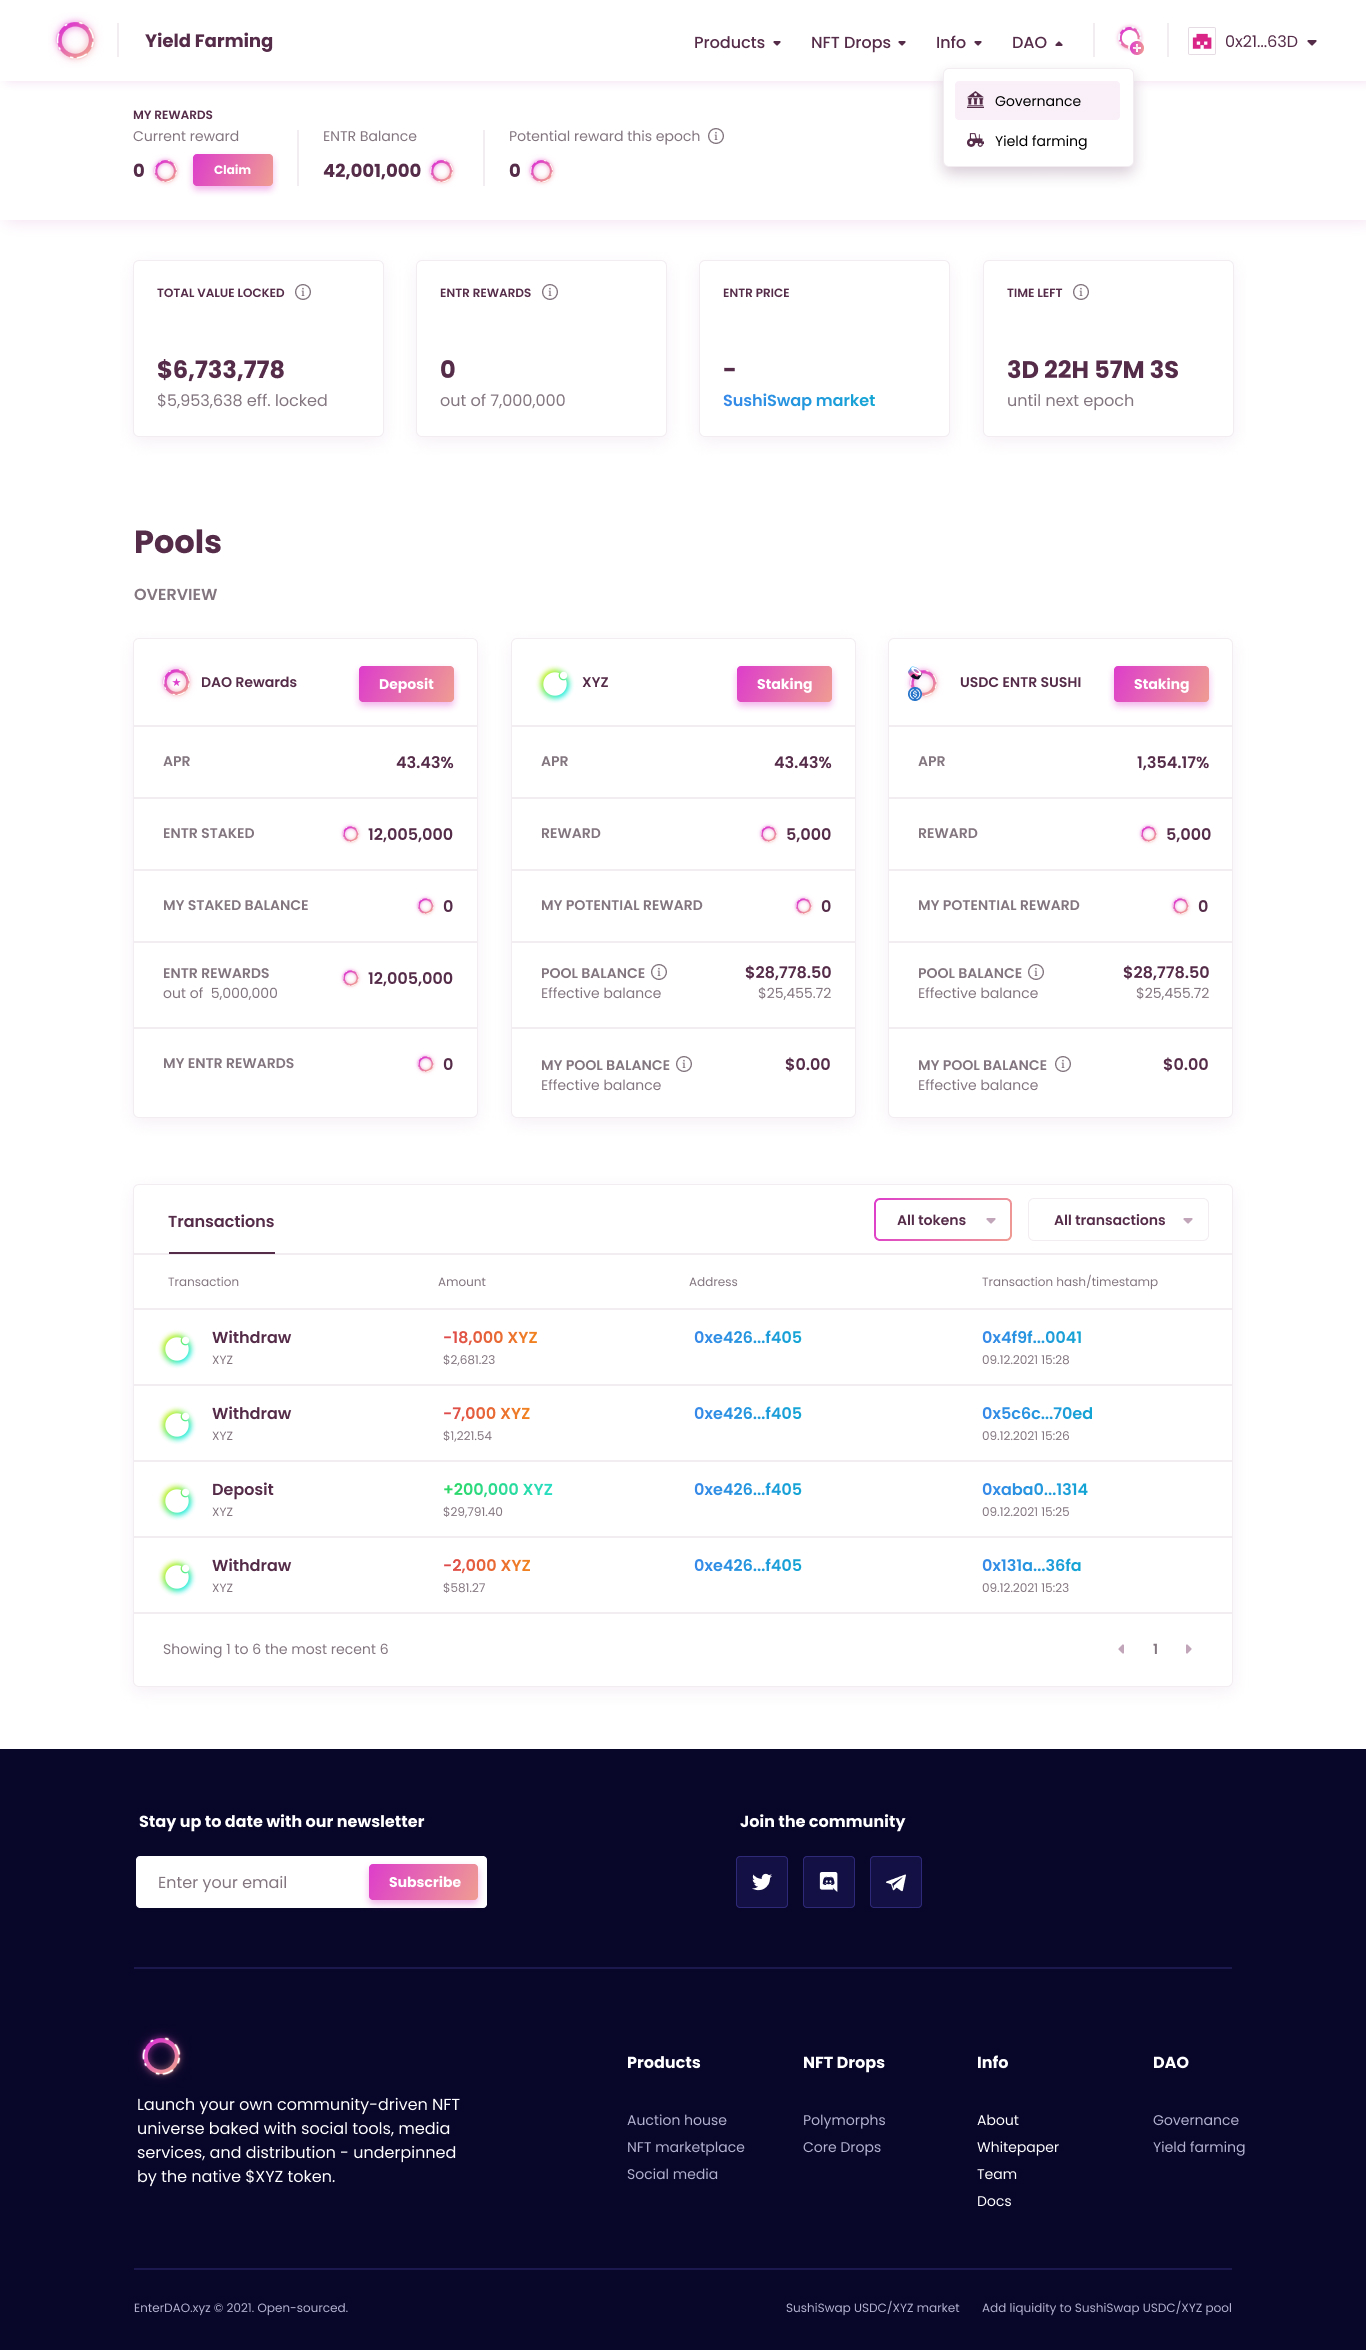 Yield Farming
Products
NFT Drops
Info
DAO
0x21...63D
Governance
Yield farming
MY REWARDS
Current reward
0
Claim
ENTR Balance
42,001,000
Potential reward this epoch
0
TOTAL VALUE LOCKED
$6,733,778
$5,953,638 eff. locked
ENTR REWARDS
0
out of 7,000,000
ENTR PRICE
-
SushiSwap market
TIME LEFT
3D 22H 57M 3S
until next epoch
Pools
OVERVIEW
DAO Rewards
Deposit
APR
43.43%
ENTR STAKED
12,005,000
MY STAKED BALANCE
0
ENTR REWARDS
out of 5,000,000
12,005,000
MY ENTR REWARDS
0
XYZ
Staking
APR
43.43%
REWARD
5,000
MY POTENTIAL REWARD
0
POOL BALANCE
$28,778.50
Effective balance
$25,455.72
MY POOL BALANCE
$0.00
Effective balance
USDC ENTR SUSHI
Staking
APR
1,354.17%
REWARD
5,000
MY POTENTIAL REWARD
0
POOL BALANCE
$28,778.50
Effective balance
$25,455.72
MY POOL BALANCE
$0.00
Effective balance
Transactions
All tokens
All transactions
Transaction
Amount
Address
Transaction hash/timestamp
Withdraw
XYZ
-18,000 XYZ
$2,681.23
0xe426...f405
0x4f9f...0041
09.12.2021 15:28
Withdraw
XYZ
-7,000 XYZ
$1,221.54
0xe426...f405
0x5c6c...70ed
09.12.2021 15:26
Deposit
XYZ
+200,000 XYZ
$29,791.40
0xe426...f405
0xaba0...1314
09.12.2021 15:25
Withdraw
XYZ
-2,000 XYZ
$581.27
0xe426...f405
0x131a...36fa
09.12.2021 15:23
Showing 1 to 6 the most recent 6
1
Stay up to date with our newsletter
Enter your email
Subscribe
Join the community
Launch your own community-driven NFT
universe baked with social tools, media
services, and distribution - underpinned
by the native $XYZ token.
Products
Auction house
NFT marketplace
Social media
NFT Drops
Polymorphs
Core Drops
Info
About
Whitepaper
Team
Docs
DAO
Governance
Yield farming
EnterDAO.xyz © 2021. Open-sourced.
SushiSwap USDC/XYZ market
Add liquidity to SushiSwap USDC/XYZ pool